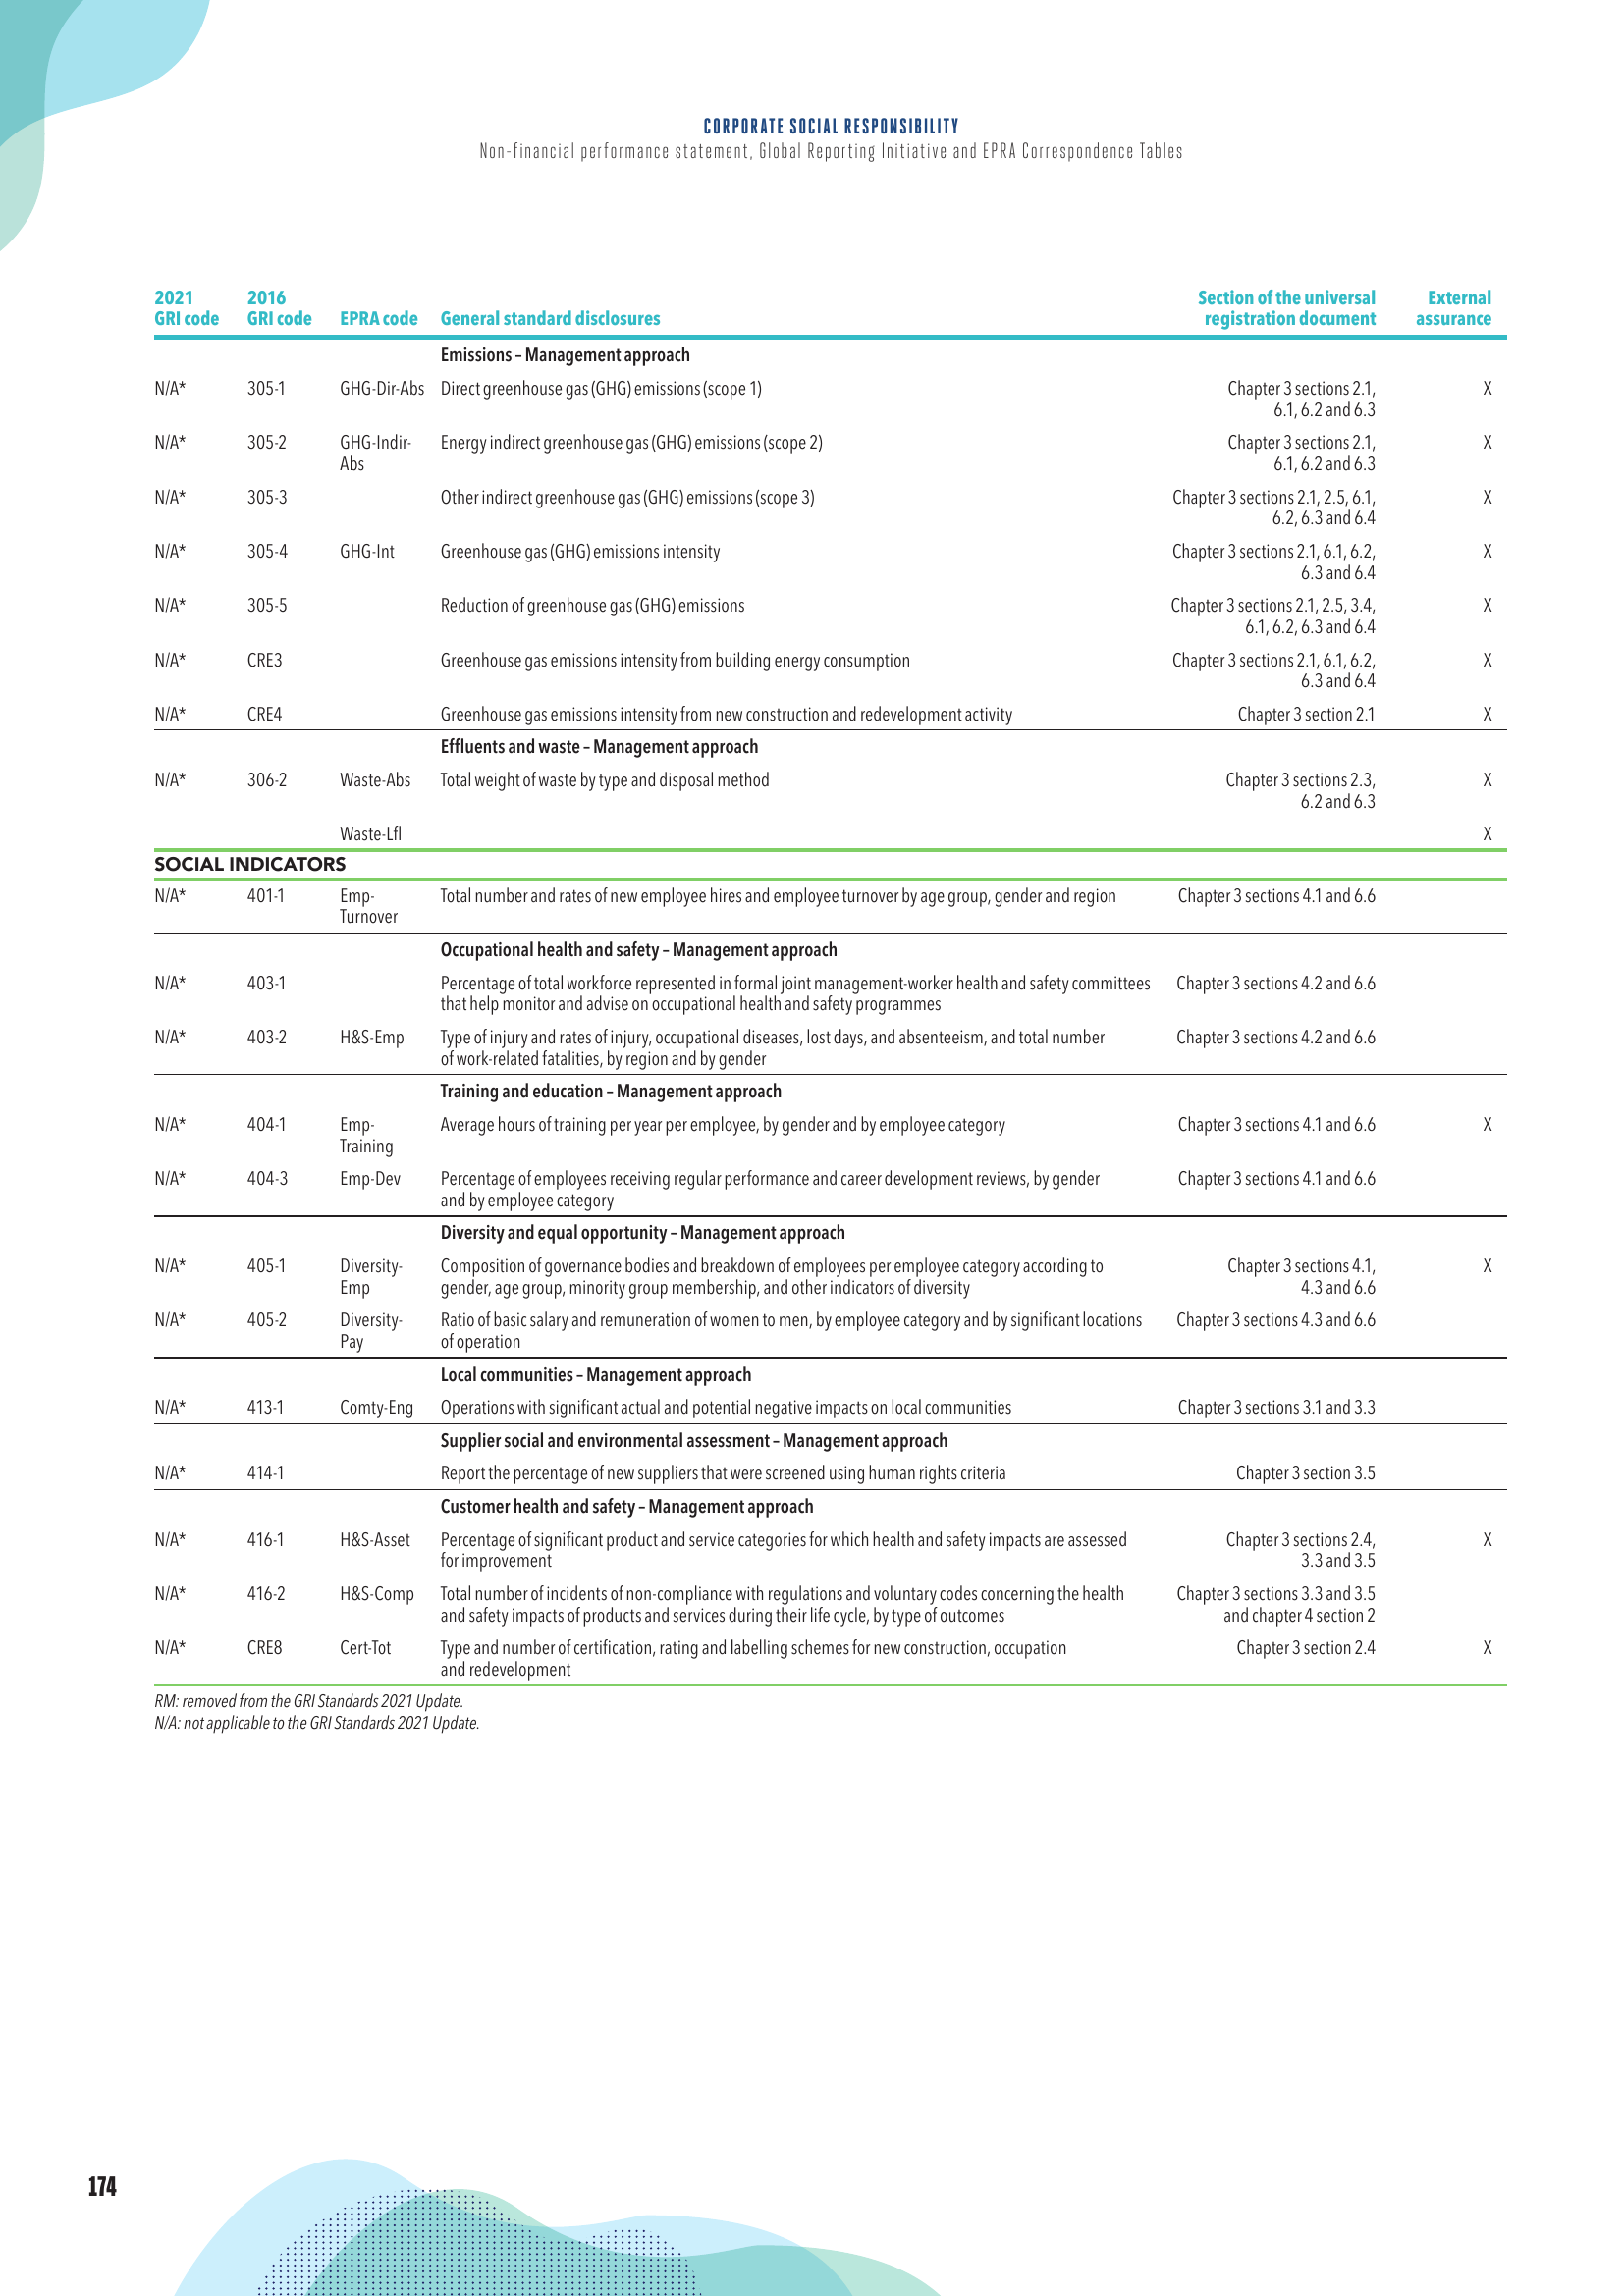 CORPORATE SOCIAL RESPONSIBILITY
Non-financial performance statement, Global Reporting Initiative and EPRA Correspondence Tables
2021 GRI code 2016 GRI code EPRA code General standard disclosures Section of the universal registration document External assurance
Emissions – Management approach
N/A* 305-1 GHG-Dir-Abs Direct greenhouse gas (GHG) emissions (scope 1) Chapter 3 sections 2.1, X
6.1, 6.2 and 6.3
N/A* 305-2 GHG-Indir- Energy indirect greenhouse gas (GHG) emissions (scope 2) Chapter 3 sections 2.1, X
Abs 6.1, 6.2 and 6.3
N/A* 305-3 Other indirect greenhouse gas (GHG) emissions (scope 3) Chapter 3 sections 2.1, 2.5, 6.1, X
6.2, 6.3 and 6.4
N/A* 305-4 GHG-Int Greenhouse gas (GHG) emissions intensity Chapter 3 sections 2.1, 6.1, 6.2, X
6.3 and 6.4
N/A* 305-5 Reduction of greenhouse gas (GHG) emissions Chapter 3 sections 2.1, 2.5, 3.4, X
6.1, 6.2, 6.3 and 6.4
N/A* CRE3 Greenhouse gas emissions intensity from building energy consumption Chapter 3 sections 2.1, 6.1, 6.2, X
6.3 and 6.4
N/A* CRE4 Greenhouse gas emissions intensity from new construction and redevelopment activity Chapter 3 section 2.1 X
Effluents and waste – Management approach
N/A* 306-2 Waste-Abs Total weight of waste by type and disposal method Chapter 3 sections 2.3, X
6.2 and 6.3
Waste-Lfl X
SOCIAL INDICATORS
N/A* 401-1 Emp- Total number and rates of new employee hires and employee turnover by age group, gender and region Chapter 3 sections 4.1 and 6.6
Turnover
Occupational health and safety – Management approach
N/A* 403-1 Percentage of total workforce represented in formal joint management-worker health and safety committees Chapter 3 sections 4.2 and 6.6
that help monitor and advise on occupational health and safety programmes
N/A* 403-2 H&S-Emp Type of injury and rates of injury, occupational diseases, lost days, and absenteeism, and total number Chapter 3 sections 4.2 and 6.6
of work-related fatalities, by region and by gender
Training and education – Management approach
N/A* 404-1 Emp- Average hours of training per year per employee, by gender and by employee category Chapter 3 sections 4.1 and 6.6 X
Training
N/A* 404-3 Emp-Dev Percentage of employees receiving regular performance and career development reviews, by gender Chapter 3 sections 4.1 and 6.6
and by employee category
Diversity and equal opportunity – Management approach
N/A* 405-1 Diversity- Composition of governance bodies and breakdown of employees per employee category according to Chapter 3 sections 4.1, X
Emp gender, age group, minority group membership, and other indicators of diversity 4.3 and 6.6
N/A* 405-2 Diversity- Ratio of basic salary and remuneration of women to men, by employee category and by significant locations Chapter 3 sections 4.3 and 6.6
Pay of operation
Local communities – Management approach
N/A* 413-1 Comty-Eng Operations with significant actual and potential negative impacts on local communities Chapter 3 sections 3.1 and 3.3
Supplier social and environmental assessment – Management approach
N/A* 414-1 Report the percentage of new suppliers that were screened using human rights criteria Chapter 3 section 3.5
Customer health and safety – Management approach
N/A* 416-1 H&S-Asset Percentage of significant product and service categories for which health and safety impacts are assessed Chapter 3 sections 2.4, X
for improvement 3.3 and 3.5
N/A* 416-2 H&S-Comp Total number of incidents of non-compliance with regulations and voluntary codes concerning the health Chapter 3 sections 3.3 and 3.5
and safety impacts of products and services during their life cycle, by type of outcomes and chapter 4 section 2
N/A* CRE8 Cert-Tot Type and number of certification, rating and labelling schemes for new construction, occupation Chapter 3 section 2.4 X
and redevelopment
RM: removed from the GRI Standards 2021 Update.
N/A: not applicable to the GRI Standards 2021 Update.
174